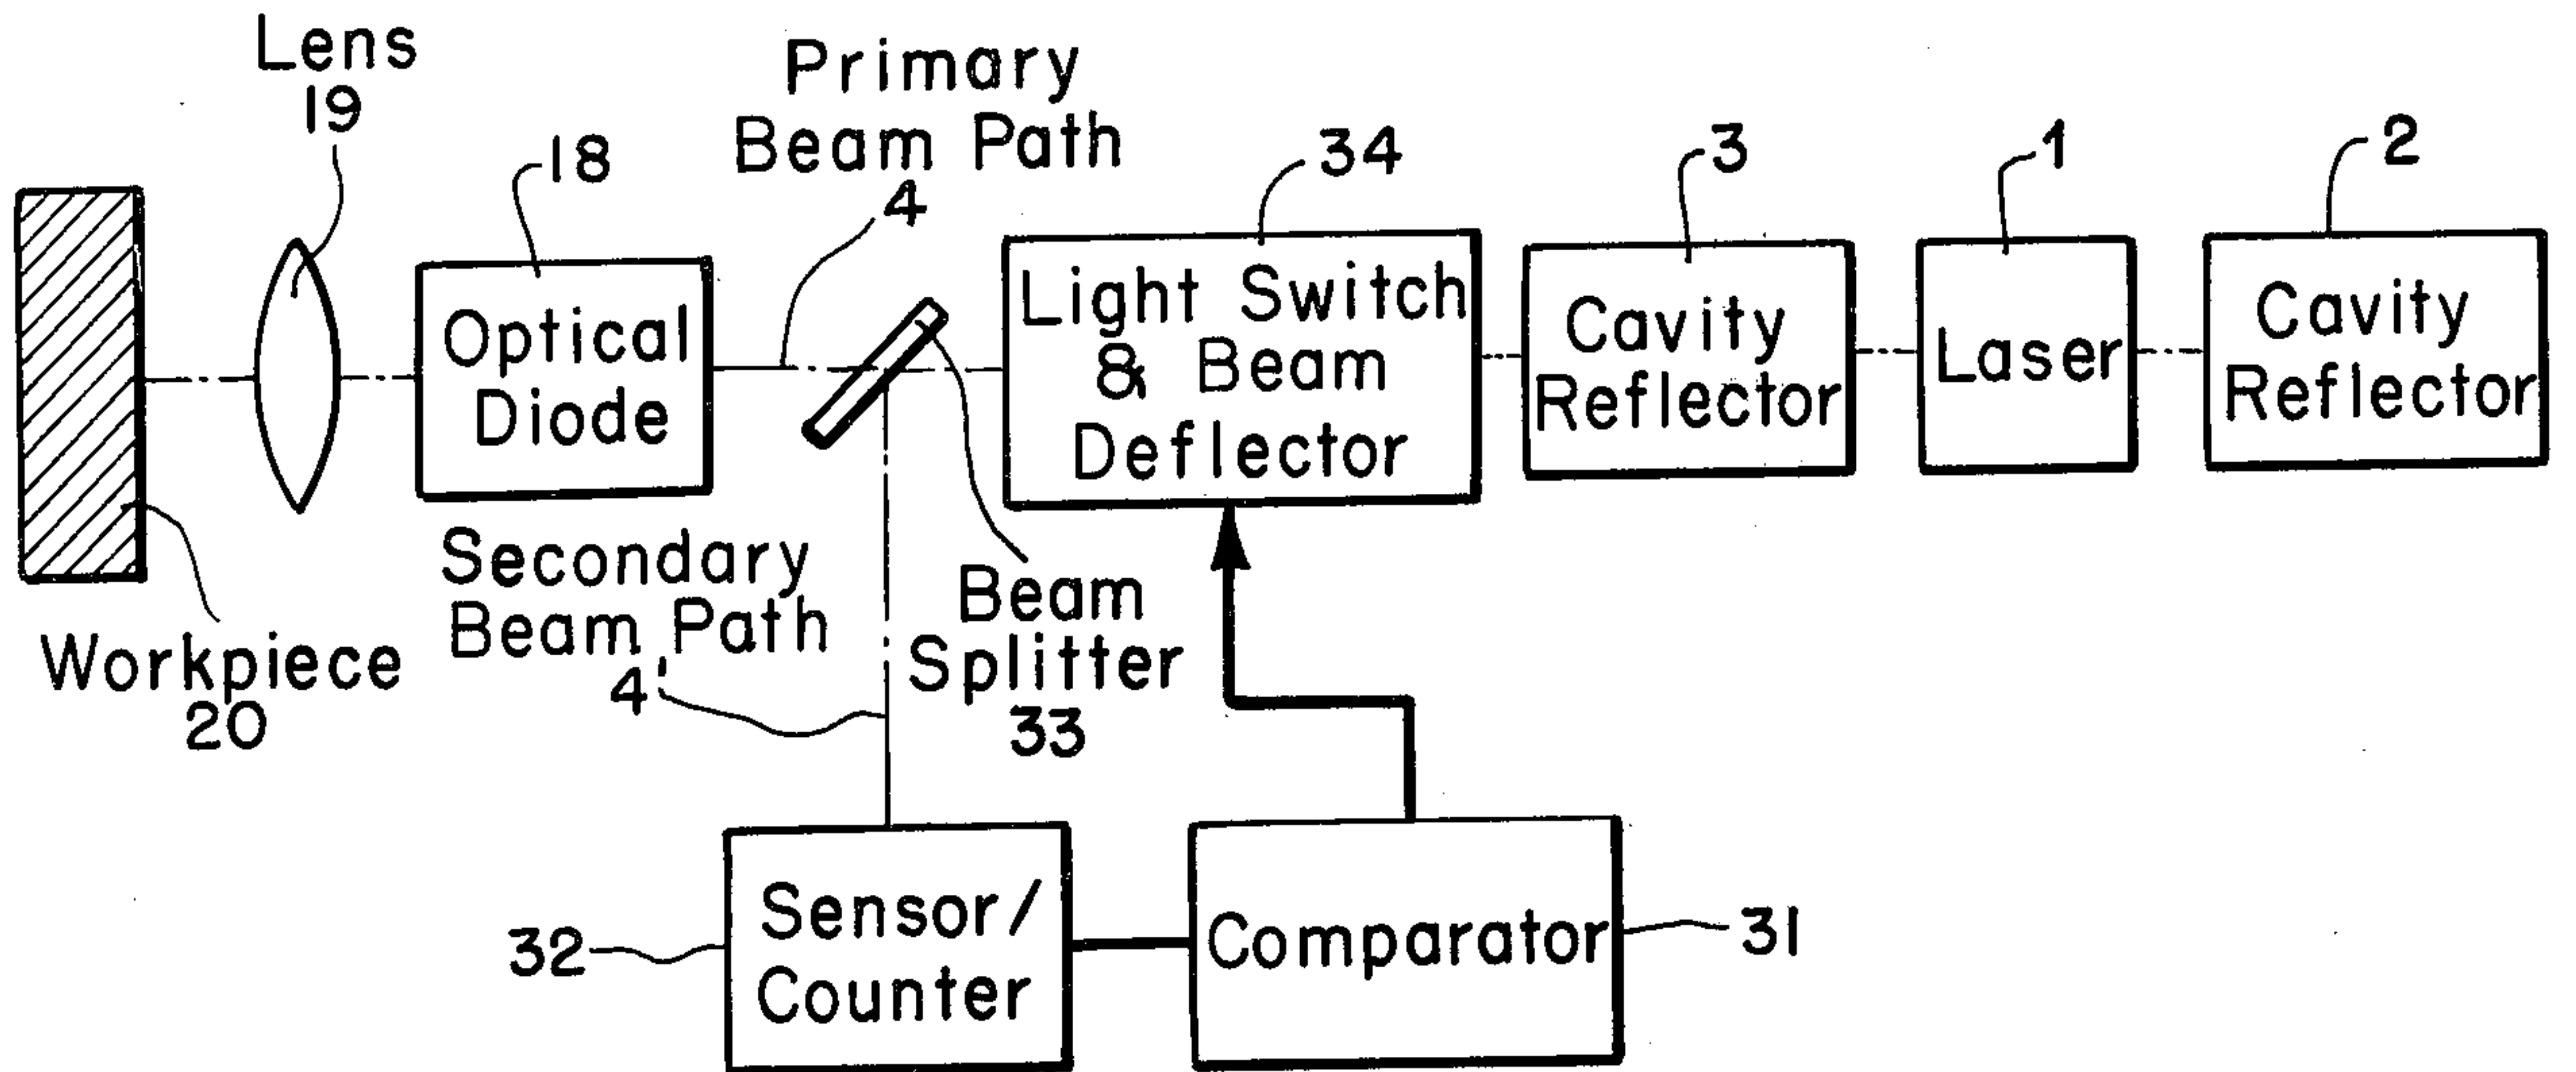 Lens
19
18
Primary
Beam Path
4
34
3
1
2
Optical
Diode
Light Switch
& Beam
Deflector
Cavity
Reflector
Laser
Cavity
Reflector
Workpiece
20
Secondary
Beam Path
4'
Beam
Splitter
33
32
Sensor/
Counter
Comparator
31